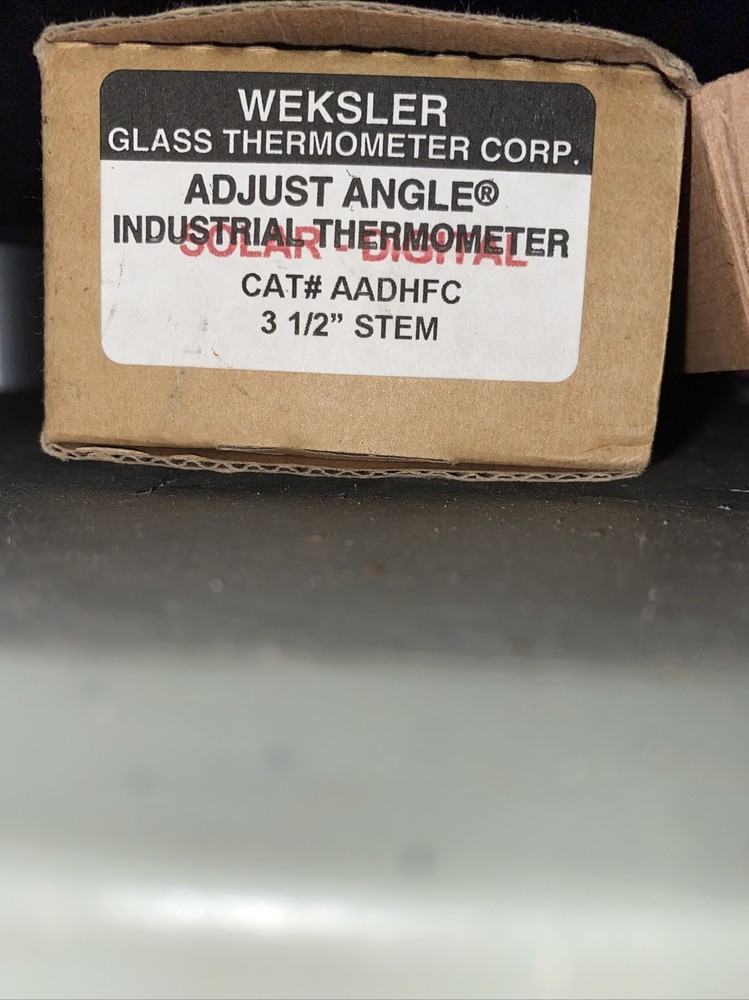 WEKSLER
GLASS THERMOMETER CORP.
ADJUST ANGLE®
INDUSTRIAL THERMOMETER
SOLAR - DIGITAL
CAT# AADHFC
3 1/2” STEM